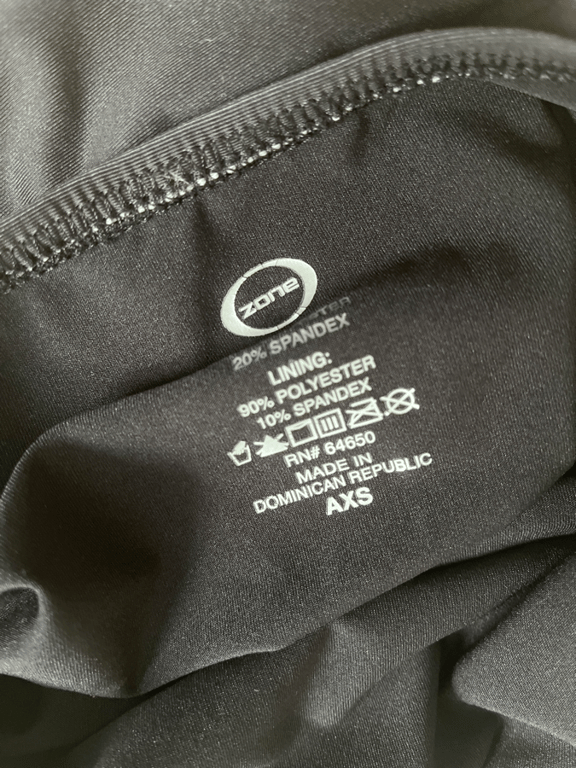 zone
20% SPANDEX
LINING:
90% POLYESTER
10% SPANDEX
RN# 64650
MADE IN
DOMINICAN REPUBLIC
AXS